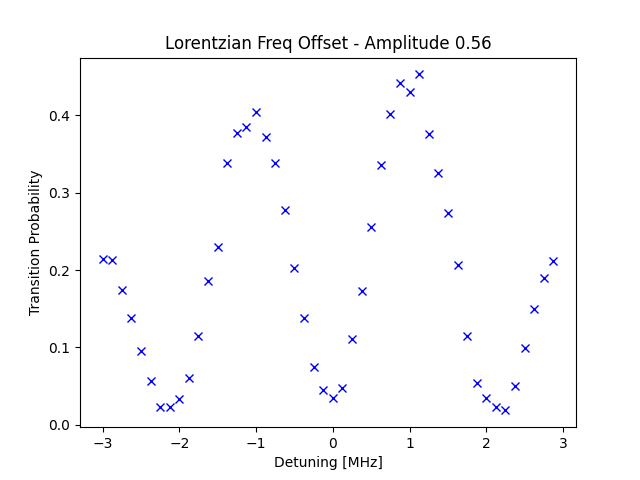 Lorentzian Freq Offset - Amplitude 0.56
Transition Probability
0.4
0.3
0.2
0.1
0.0
−3 −2 −1 0 1 2 3
Detuning [MHz]